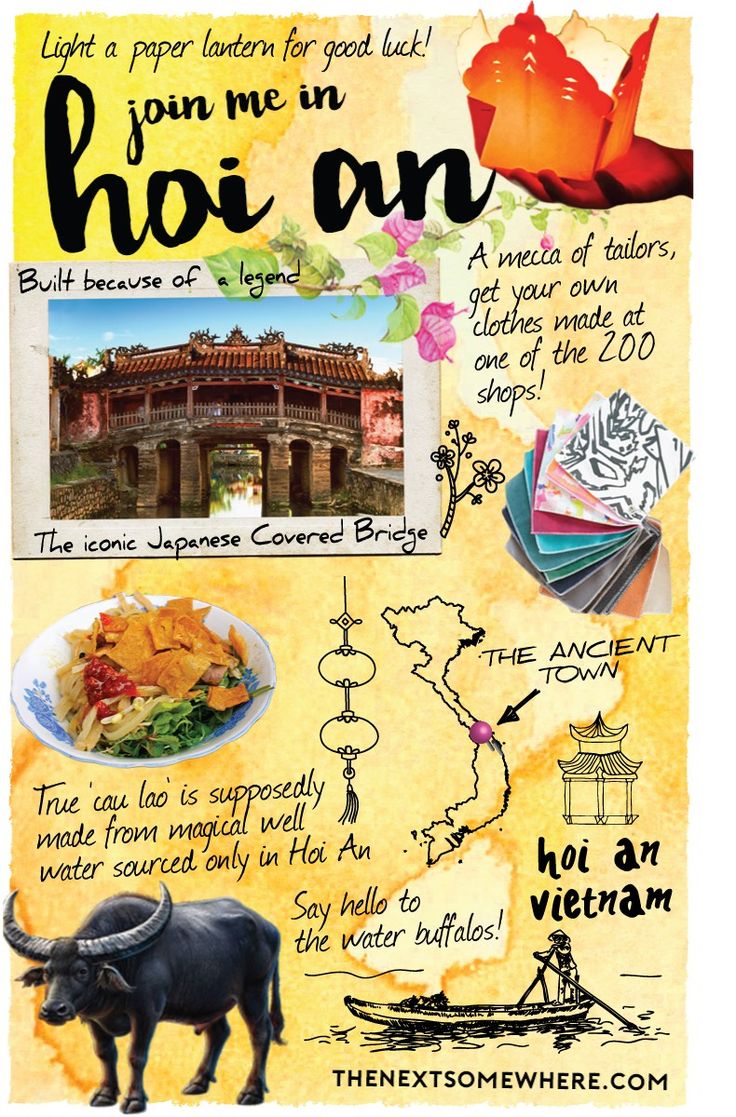 Light a paper lantern for good luck!
join me in
hoi an
Built because of a legend
The iconic Japanese Covered Bridge
A mecca of tailors,
get your own
clothes made at
one of the 200
shops!
THE ANCIENT
TOWN
True 'cau lao' is supposedly
made from magical well
water sourced only in Hoi An
hoi an
vietnam
Say hello to
the water buffalos!
THENEXTSOMEWHERE.COM